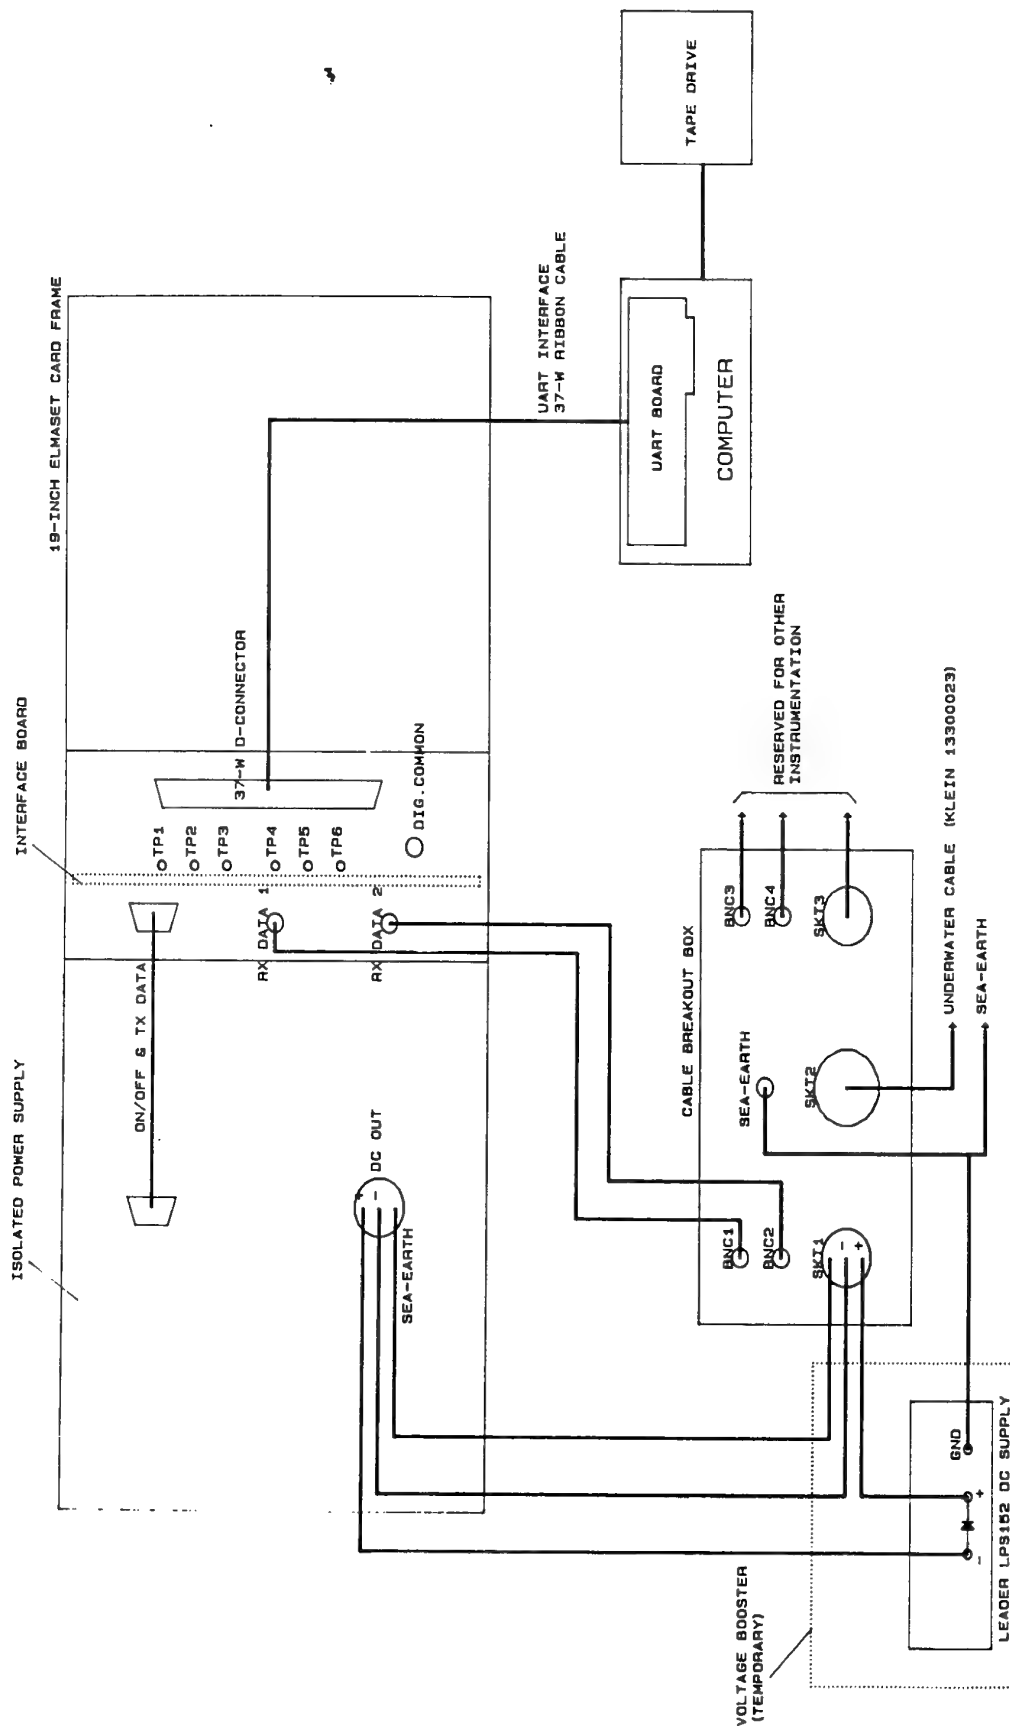 ISOLATED POWER SUPPLY
INTERFACE BOARD
19-INCH ELMASET CARD FRAME
ON/OFF & TX DATA
TP1
TP2
TP3
TP4
TP5
TP6
37-W D-CONNECTOR
RX DATA 1
RX DATA 2
DIG.COMMON
+
-
DC OUT
SEA-EARTH
UART INTERFACE
37-W RIBBON CABLE
UART BOARD
COMPUTER
TAPE DRIVE
CABLE BREAKOUT BOX
BNC1
BNC2
SKT1
-
+
SEA-EARTH
SKT2
BNC3
BNC4
SKT3
RESERVED FOR OTHER
INSTRUMENTATION
UNDERWATER CABLE (KLEIN 13300023)
SEA-EARTH
VOLTAGE BOOSTER
(TEMPORARY)
-
+
GND
LEADER LPS152 DC SUPPLY